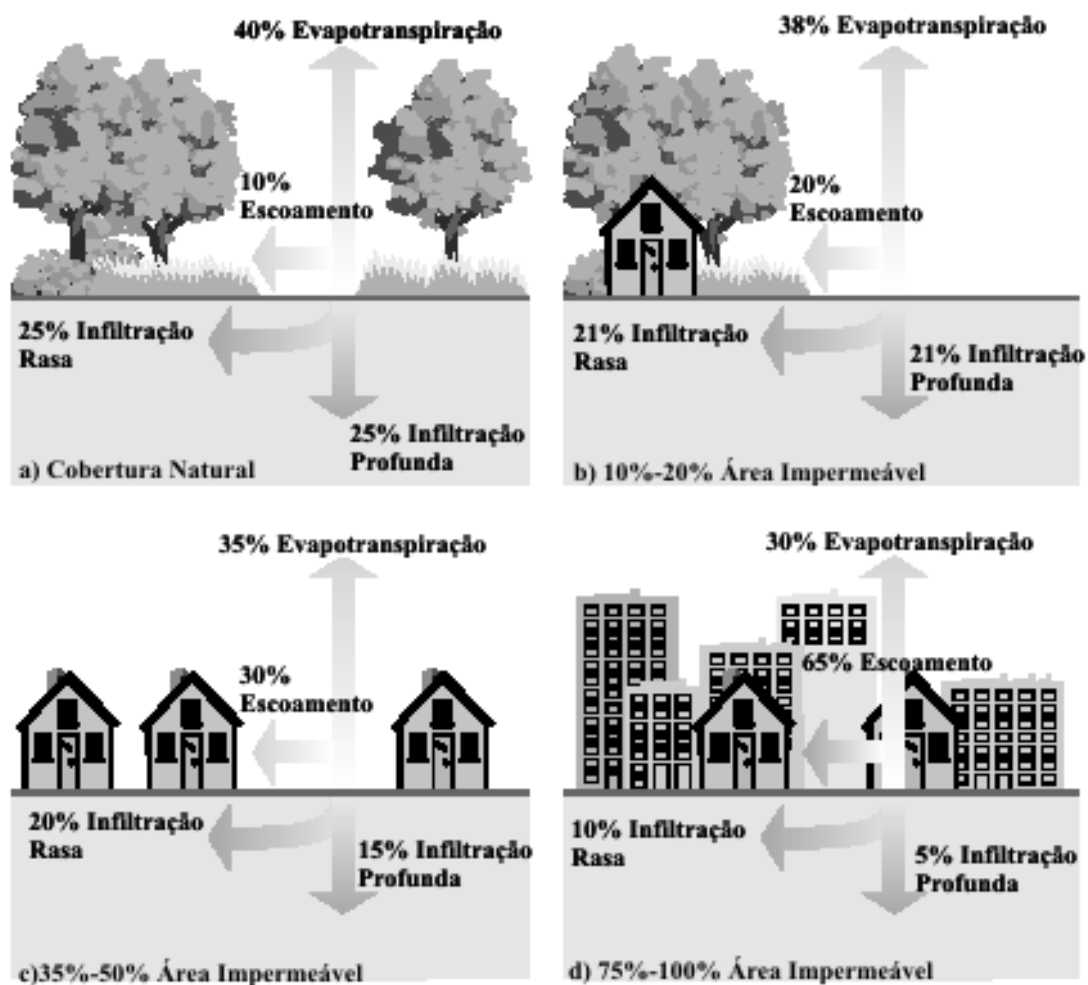 40% Evapotranspiração
10%
Escoamento
25% Infiltração
Rasa
25% Infiltração
Profunda
a) Cobertura Natural
38% Evapotranspiração
20%
Escoamento
21% Infiltração
Rasa
21% Infiltração
Profunda
b) 10%-20% Área Impermeável
35% Evapotranspiração
30%
Escoamento
20% Infiltração
Rasa
15% Infiltração
Profunda
c)35%-50% Área Impermeável
30% Evapotranspiração
65% Escoamento
10% Infiltração
Rasa
5% Infiltração
Profunda
d) 75%-100% Área Impermeável